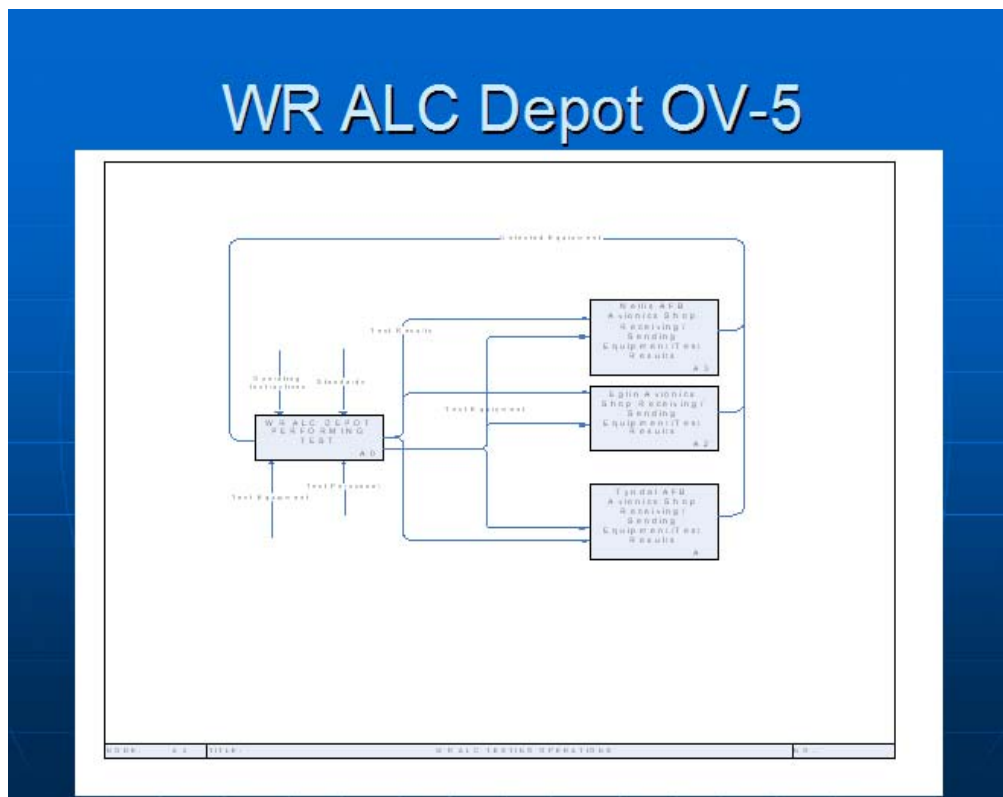 WR ALC Depot OV-5
Test Results
Operating
Instructions
Standards
WR ALC DEPOT
PERFORMING
TEST
A0
Test Equipment
Test Personnel
Test Equipment
Nellis AFB
Avionics Shop
Receiving/
Sending
Equipment/Test
Results
A3
Eglin Avionics
Shop Receiving/
Sending
Equipment/Test
Results
A2
Tyndal AFB
Avionics Shop
Receiving/
Sending
Equipment/Test
Results
A
NODE:
TITLE:
WR ALC TESTING OPERATIONS
NO.: